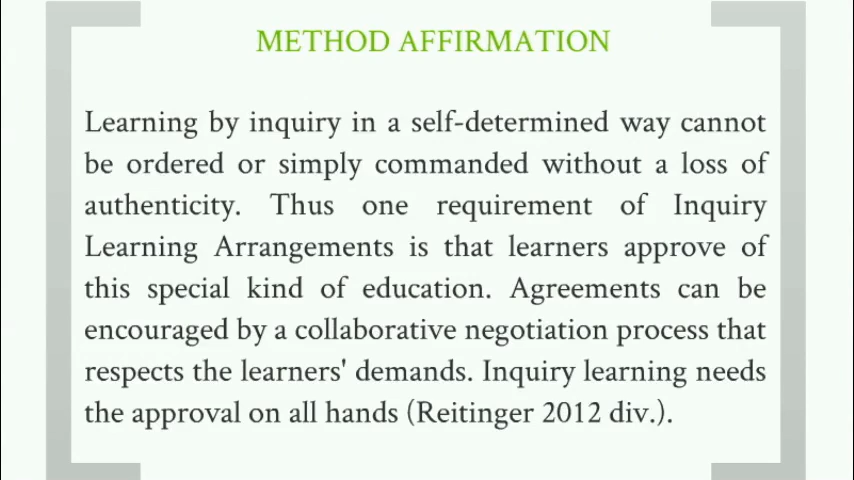 METHOD AFFIRMATION
Learning by inquiry in a self-determined way cannot
be ordered or simply commanded without a loss of
authenticity. Thus one requirement of Inquiry
Learning Arrangements is that learners approve of
this special kind of education. Agreements can be
encouraged by a collaborative negotiation process that
respects the learners' demands. Inquiry learning needs
the approval on all hands (Reitinger 2012 div.).